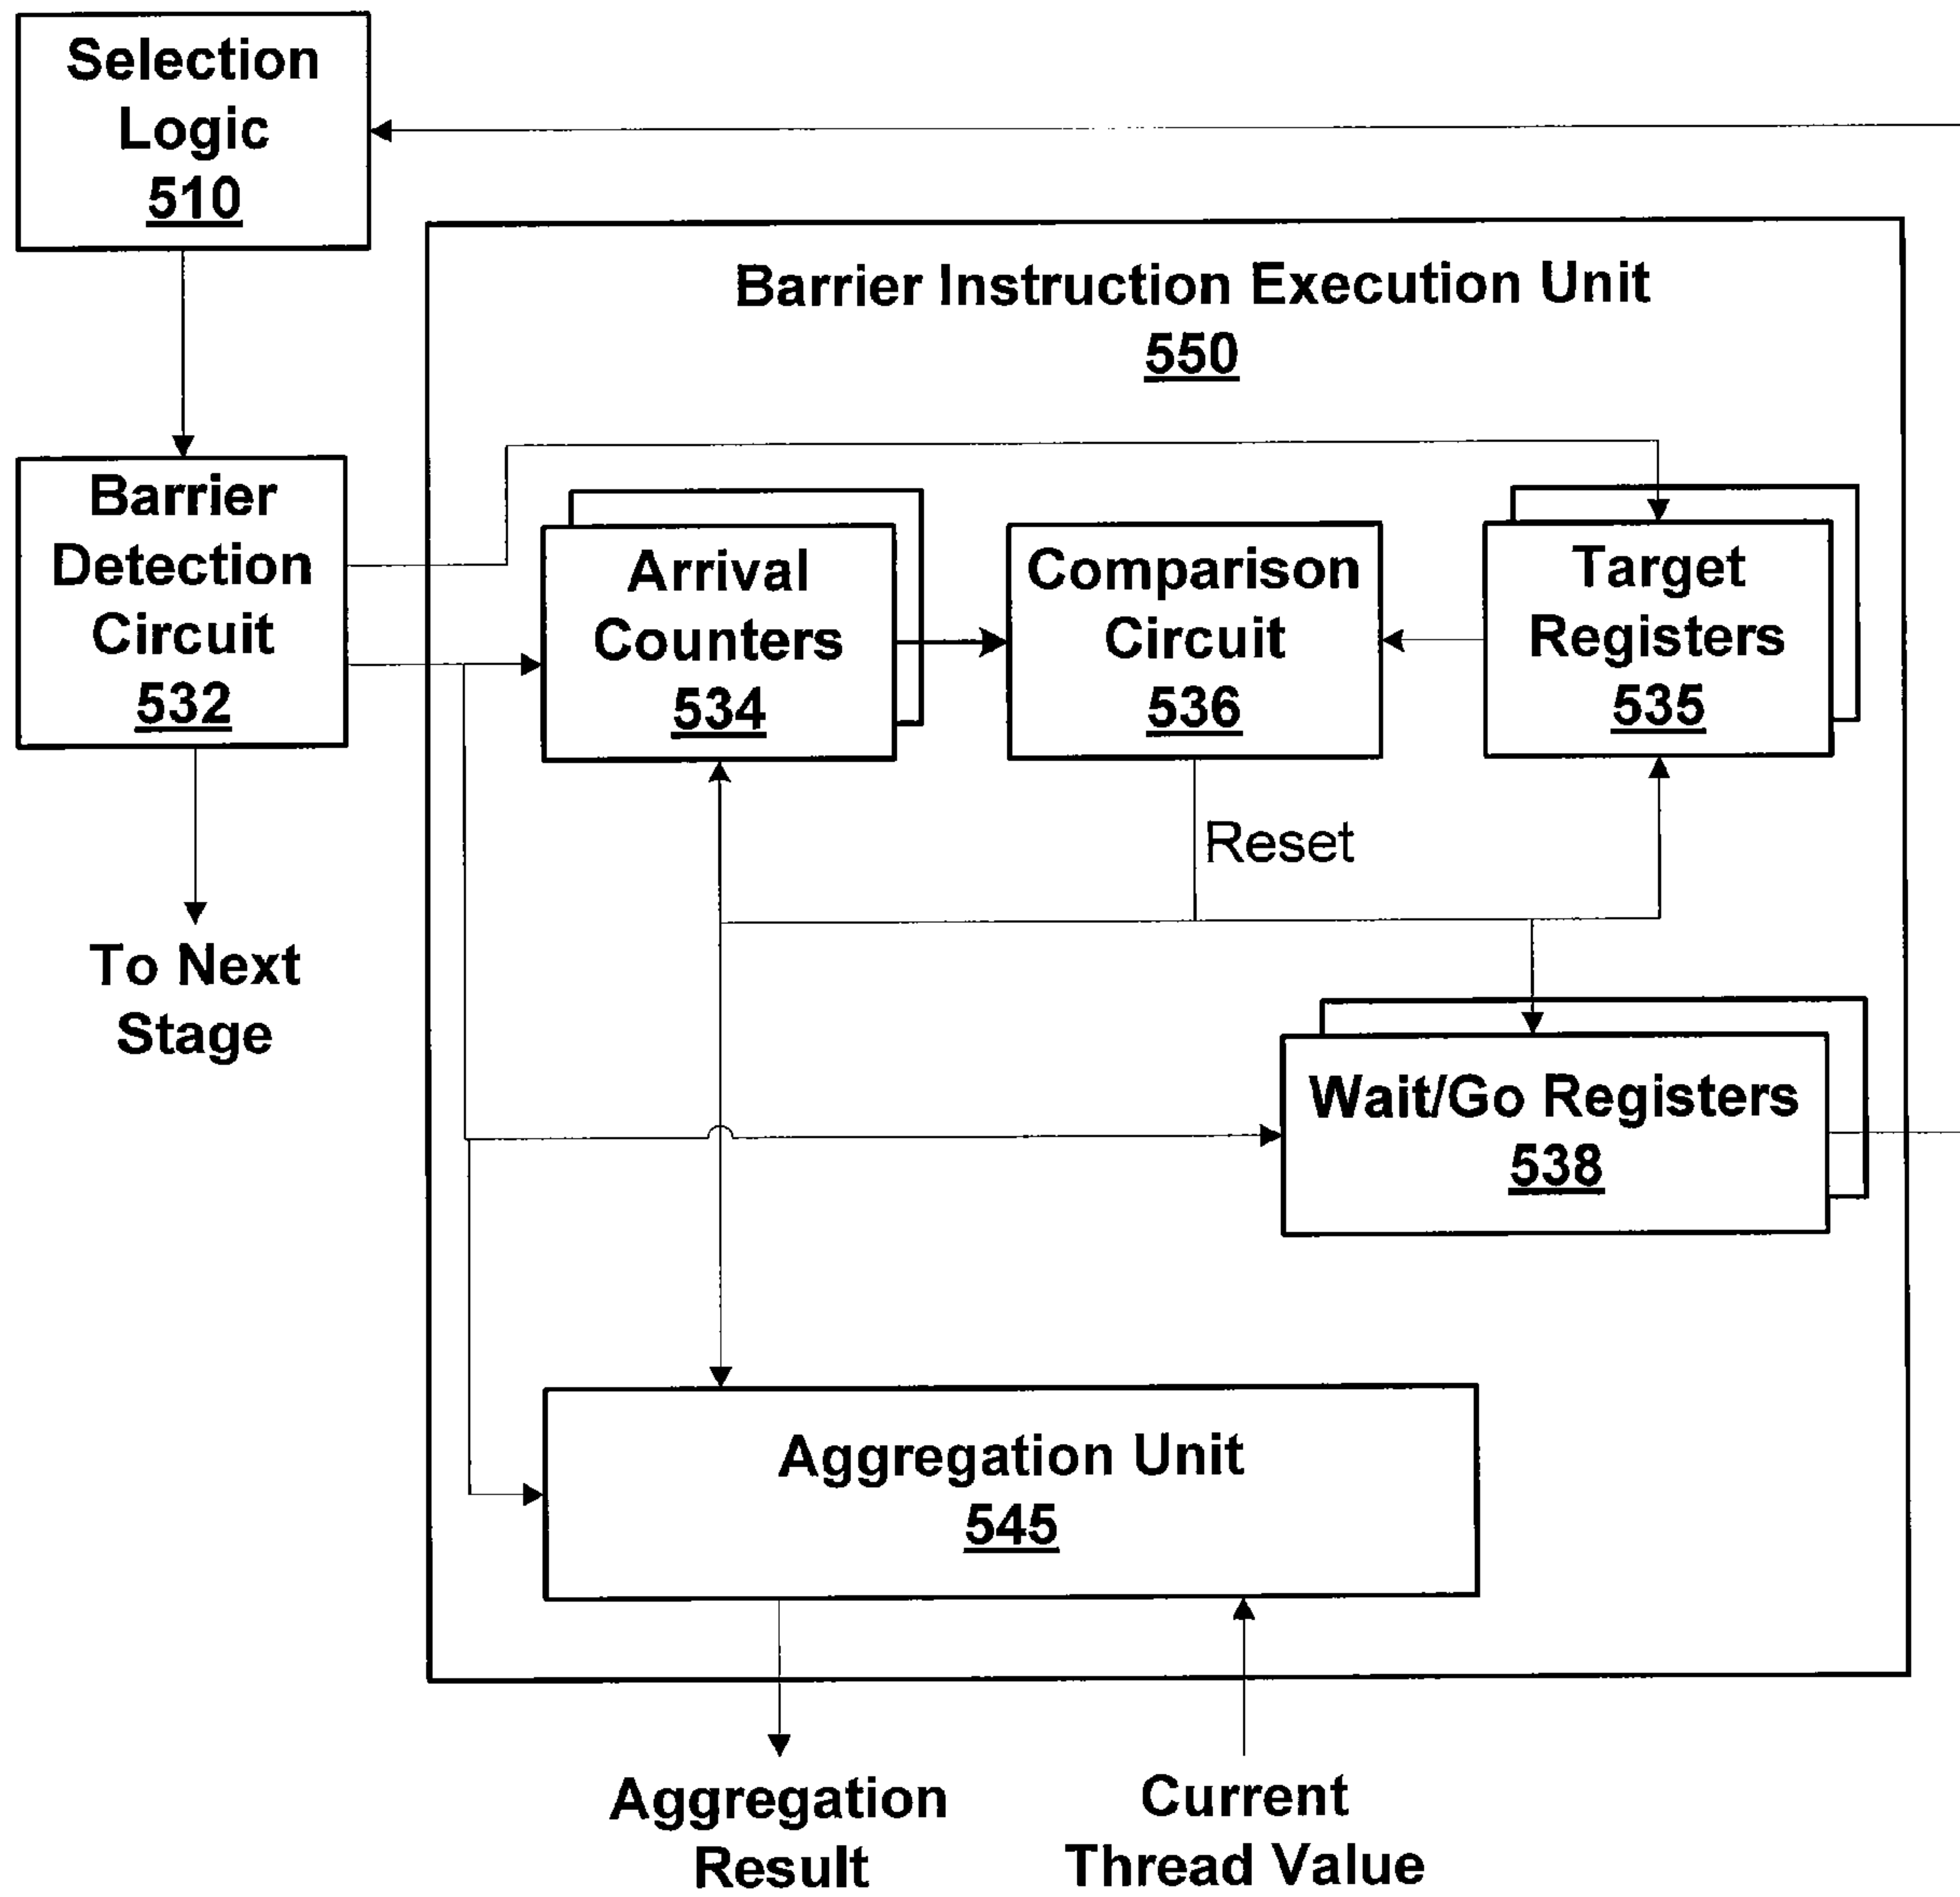 Selection
Logic
510
Barrier Instruction Execution Unit
550
Barrier
Detection
Circuit
532
Arrival
Counters
534
Comparison
Circuit
536
Target
Registers
535
Reset
To Next
Stage
Wait/Go Registers
538
Aggregation Unit
545
Aggregation
Result
Current
Thread Value